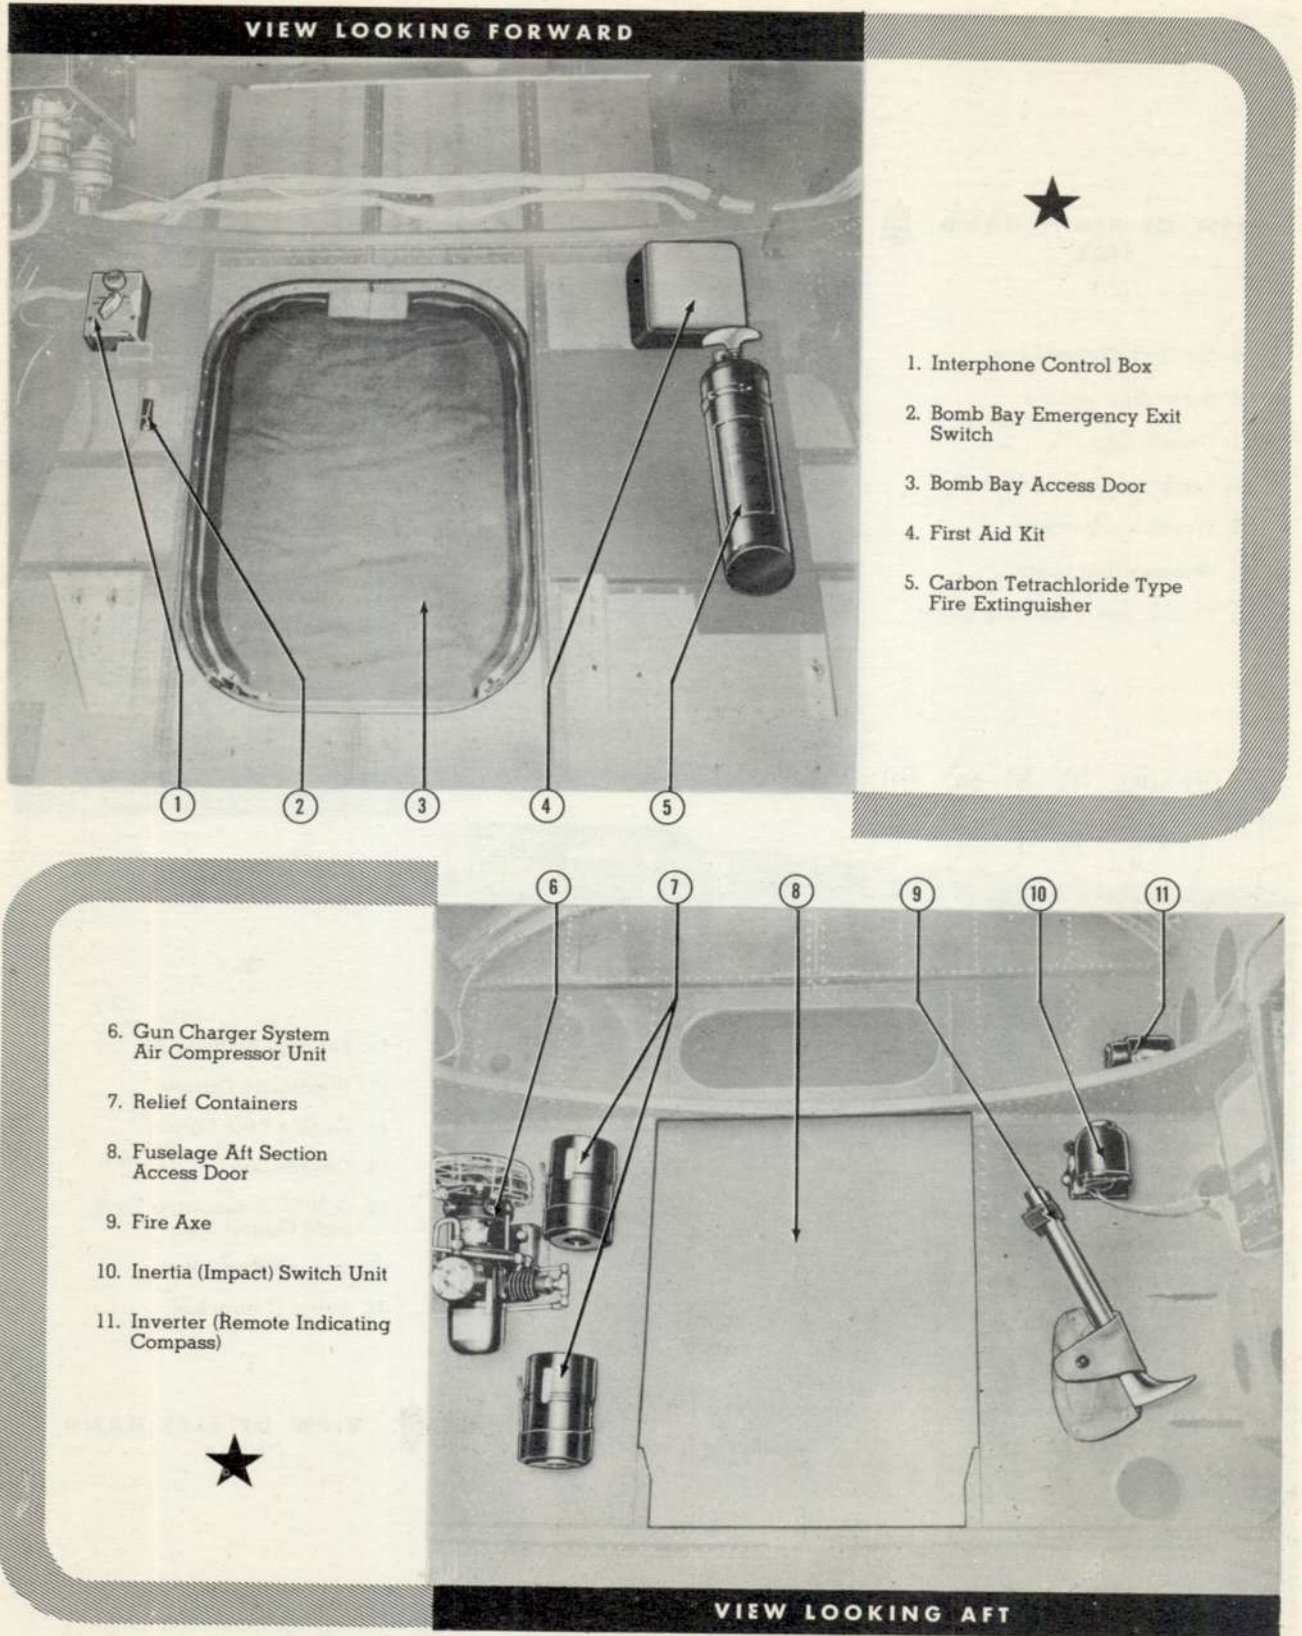 VIEW LOOKING FORWARD
1. Interphone Control Box
2. Bomb Bay Emergency Exit
Switch
3. Bomb Bay Access Door
4. First Aid Kit
5. Carbon Tetrachloride Type
Fire Extinguisher
1
2
3
4
5
6
7
8
9
10
11
6. Gun Charger System
Air Compressor Unit
7. Relief Containers
8. Fuselage Aft Section
Access Door
9. Fire Axe
10. Inertia (Impact) Switch Unit
11. Inverter (Remote Indicating
Compass)
VIEW LOOKING AFT